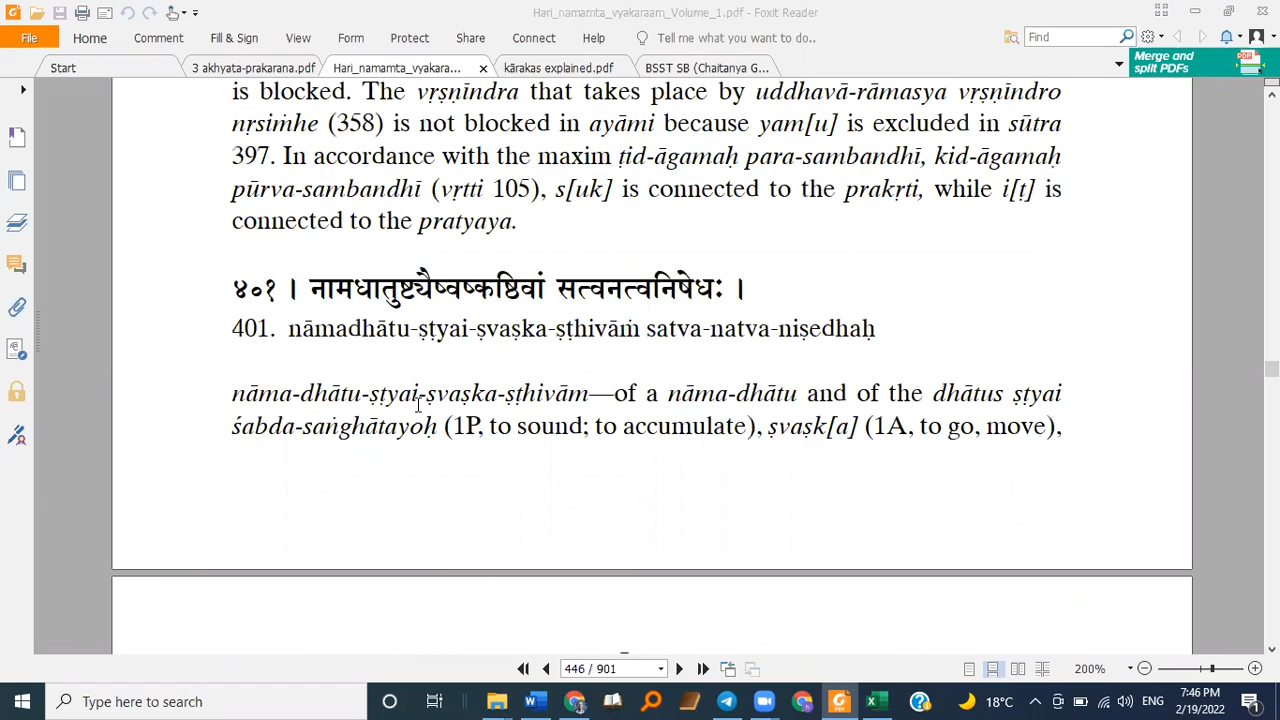 Hari_namamta_vyakaraam_Volume_1.pdf - Foxit Reader
File Home Comment Fill & Sign View Form Protect Share Connect Help Tell me what you want to do.. Find
Start 3 akhyata-prakarana.pdf Hari_namamta_vyakara... kārakas explained.pdf BSST SB (Chaitanya G... Merge and
split PDFs
is blocked. The vṛṣṇīndra that takes place by uddhavā-rāmasya vṛṣṇīndro
nṛsiṁhe (358) is not blocked in ayāmi because yam[u] is excluded in sūtra
397. In accordance with the maxim ṭid-āgamaḥ para-sambandhī, kid-āgamaḥ
pūrva-sambandhī (vṛtti 105), s[uk] is connected to the prakṛti, while i[ṭ] is
connected to the pratyaya.
४०१ । नामधातुष्ट्यैष्वष्कष्ठिवां सत्वनत्वनिषेधः ।
401. nāmadhātu-ṣṭyai-ṣvaṣka-ṣṭhivāṁ satva-natva-niṣedhaḥ
nāma-dhātu-ṣṭyai-ṣvaṣka-ṣṭhivām—of a nāma-dhātu and of the dhātus ṣṭyai
śabda-saṅghātayoḥ (1P, to sound; to accumulate), ṣvaṣk[a] (1A, to go, move),
446 / 901 200%
Type here to search 18°C ENG 7:46 PM
2/19/2022